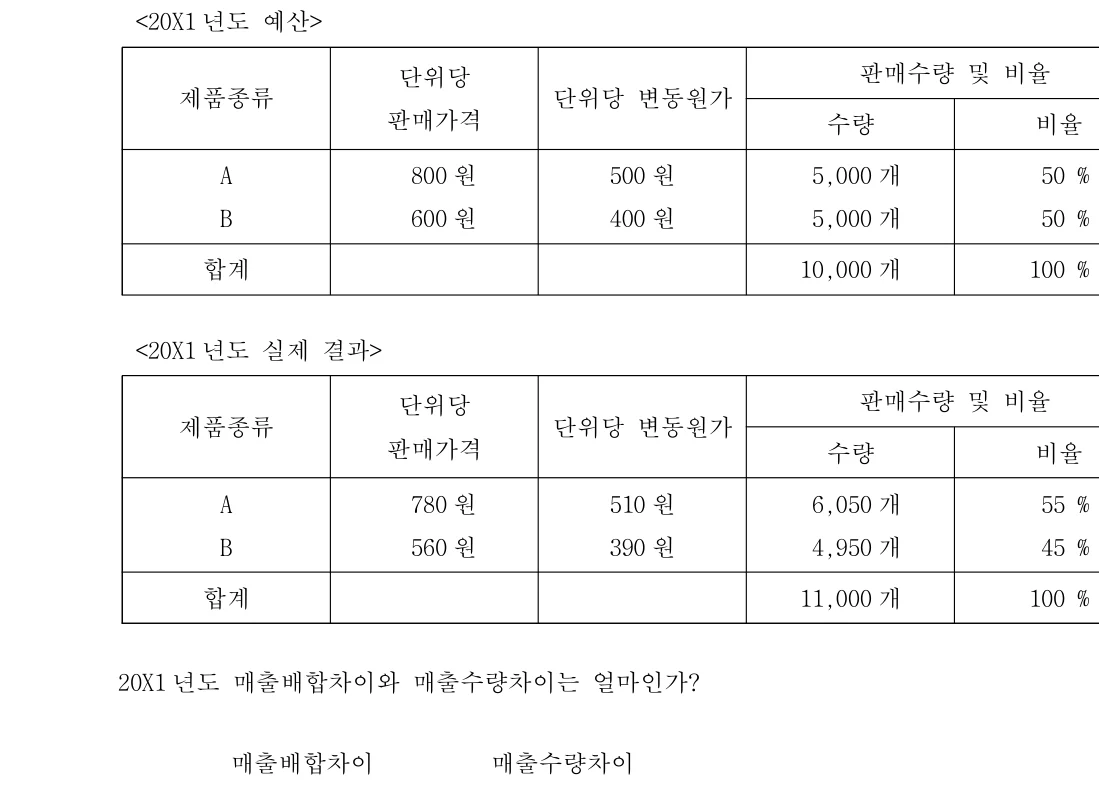 <20X1년도 예산>
제품종류 단위당 판매가격 단위당 변동원가 판매수량 및 비율
수량 비율
A 800원 500원 5,000개 50 %
B 600원 400원 5,000개 50 %
합계 10,000개 100 %
<20X1년도 실제 결과>
제품종류 단위당 판매가격 단위당 변동원가 판매수량 및 비율
수량 비율
A 780원 510원 6,050개 55 %
B 560원 390원 4,950개 45 %
합계 11,000개 100 %
20X1년도 매출배합차이와 매출수량차이는 얼마인가?
매출배합차이 매출수량차이